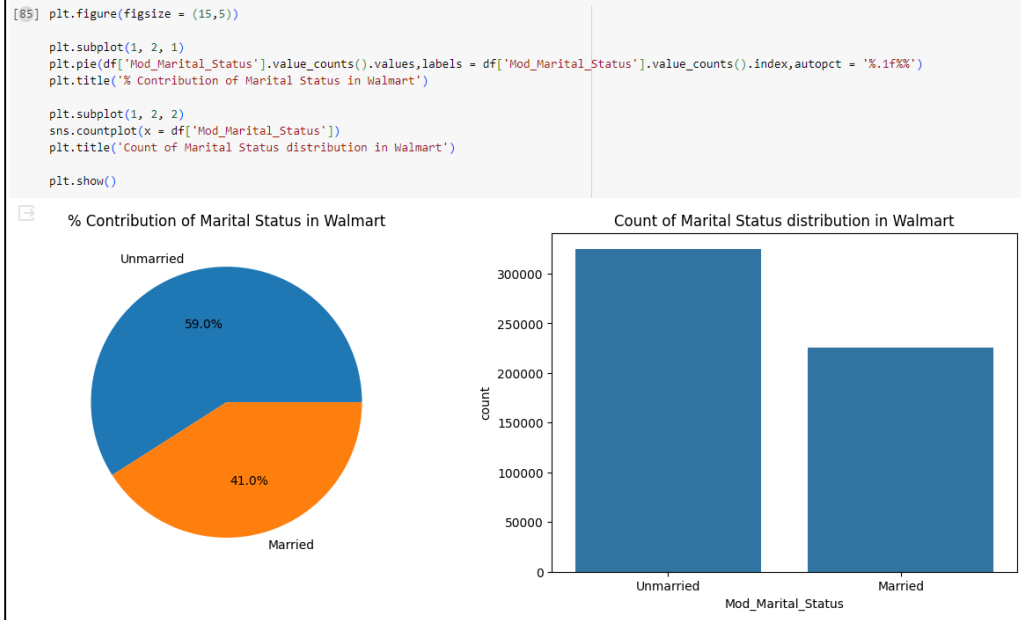 [85] plt.figure(figsize = (15,5))
plt.subplot(1, 2, 1)
plt.pie(df['Mod_Marital_Status'].value_counts().values,labels = df['Mod_Marital_Status'].value_counts().index,autopct = '%.1f%%')
plt.title('% Contribution of Marital Status in Walmart')
plt.subplot(1, 2, 2)
sns.countplot(x = df['Mod_Marital_Status'])
plt.title('Count of Marital Status distribution in Walmart')
plt.show()
% Contribution of Marital Status in Walmart
Unmarried
59.0%
41.0%
Married
Count of Marital Status distribution in Walmart
300000
250000
200000
150000
100000
50000
0
count
Unmarried
Married
Mod_Marital_Status